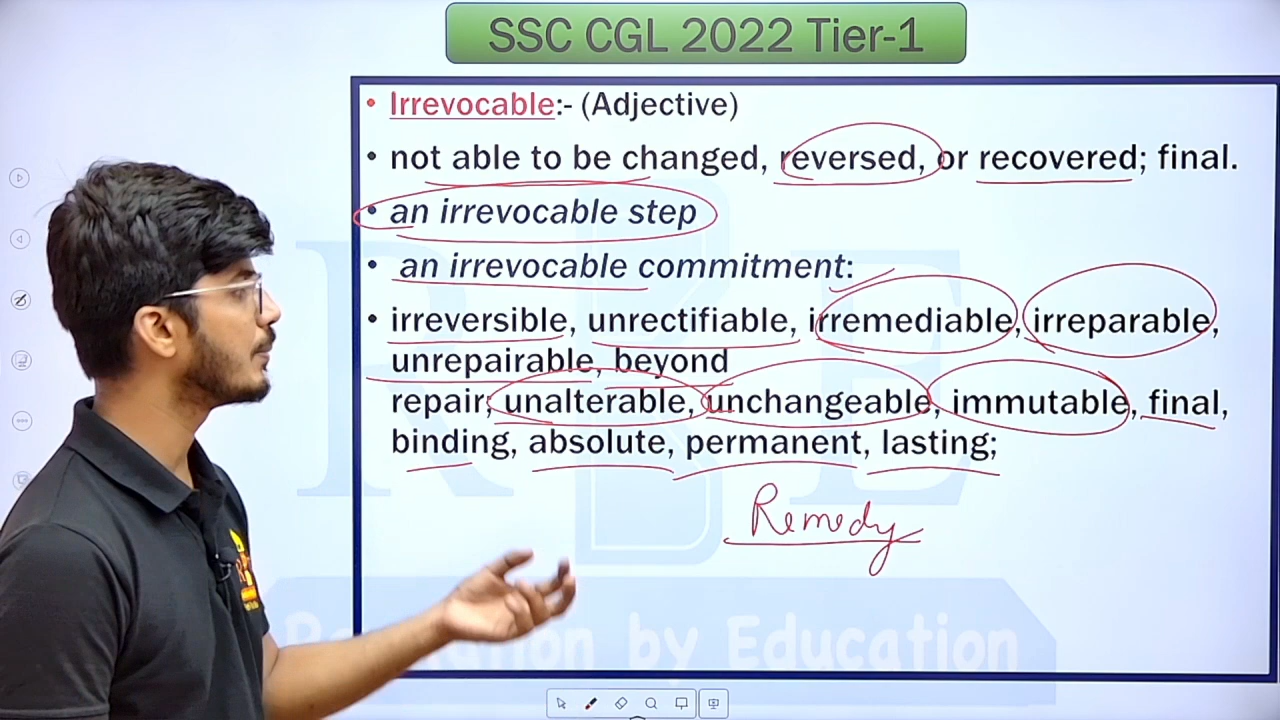 SSC CGL 2022 Tier-1
• Irrevocable:- (Adjective)
• not able to be changed, reversed, or recovered; final.
• an irrevocable step
• an irrevocable commitment:
• irreversible, unrectifiable, irremediable, irreparable,
unrepairable, beyond
repair; unalterable, unchangeable, immutable, final,
binding, absolute, permanent, lasting;
Remedy
by Education